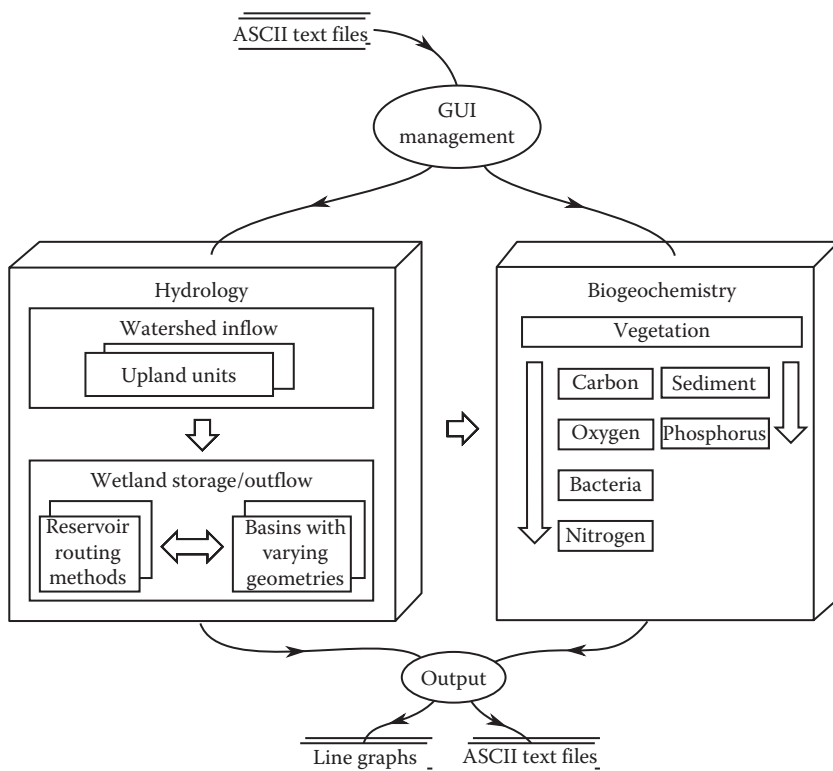 ASCII text files
GUI
management
Hydrology
Watershed inflow
Upland units
Wetland storage/outflow
Reservoir
routing
methods
Basins with
varying
geometries
Biogeochemistry
Vegetation
Carbon
Sediment
Oxygen
Phosphorus
Bacteria
Nitrogen
Output
Line graphs
ASCII text files